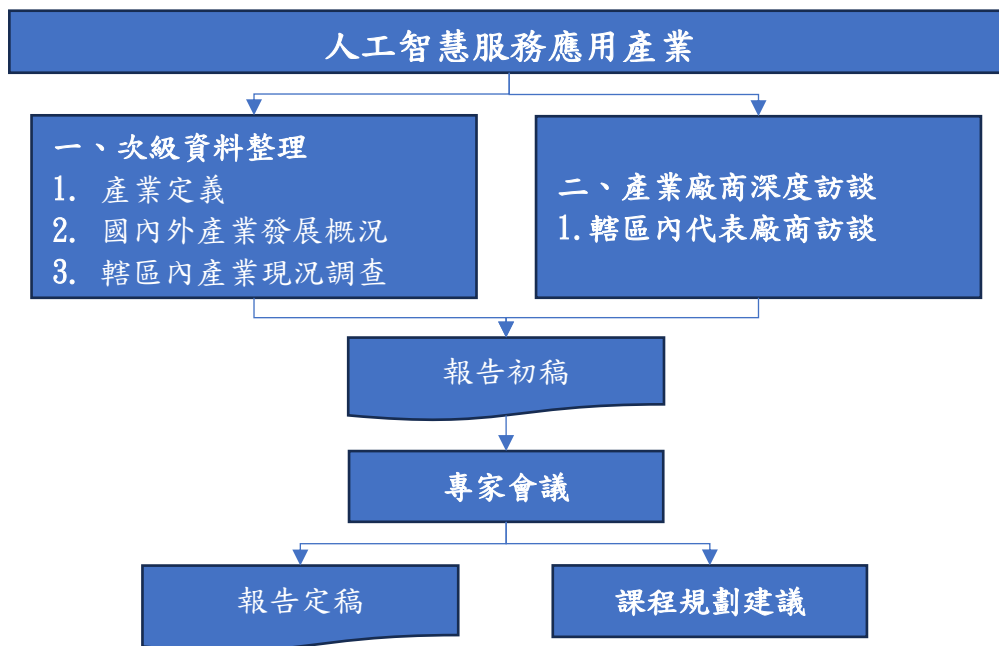 人工智慧服務應用產業
一、次級資料整理
1. 產業定義
2. 國內外產業發展概況
3. 轄區內產業現況調查
二、產業廠商深度訪談
1.轄區內代表廠商訪談
報告初稿
專家會議
報告定稿
課程規劃建議